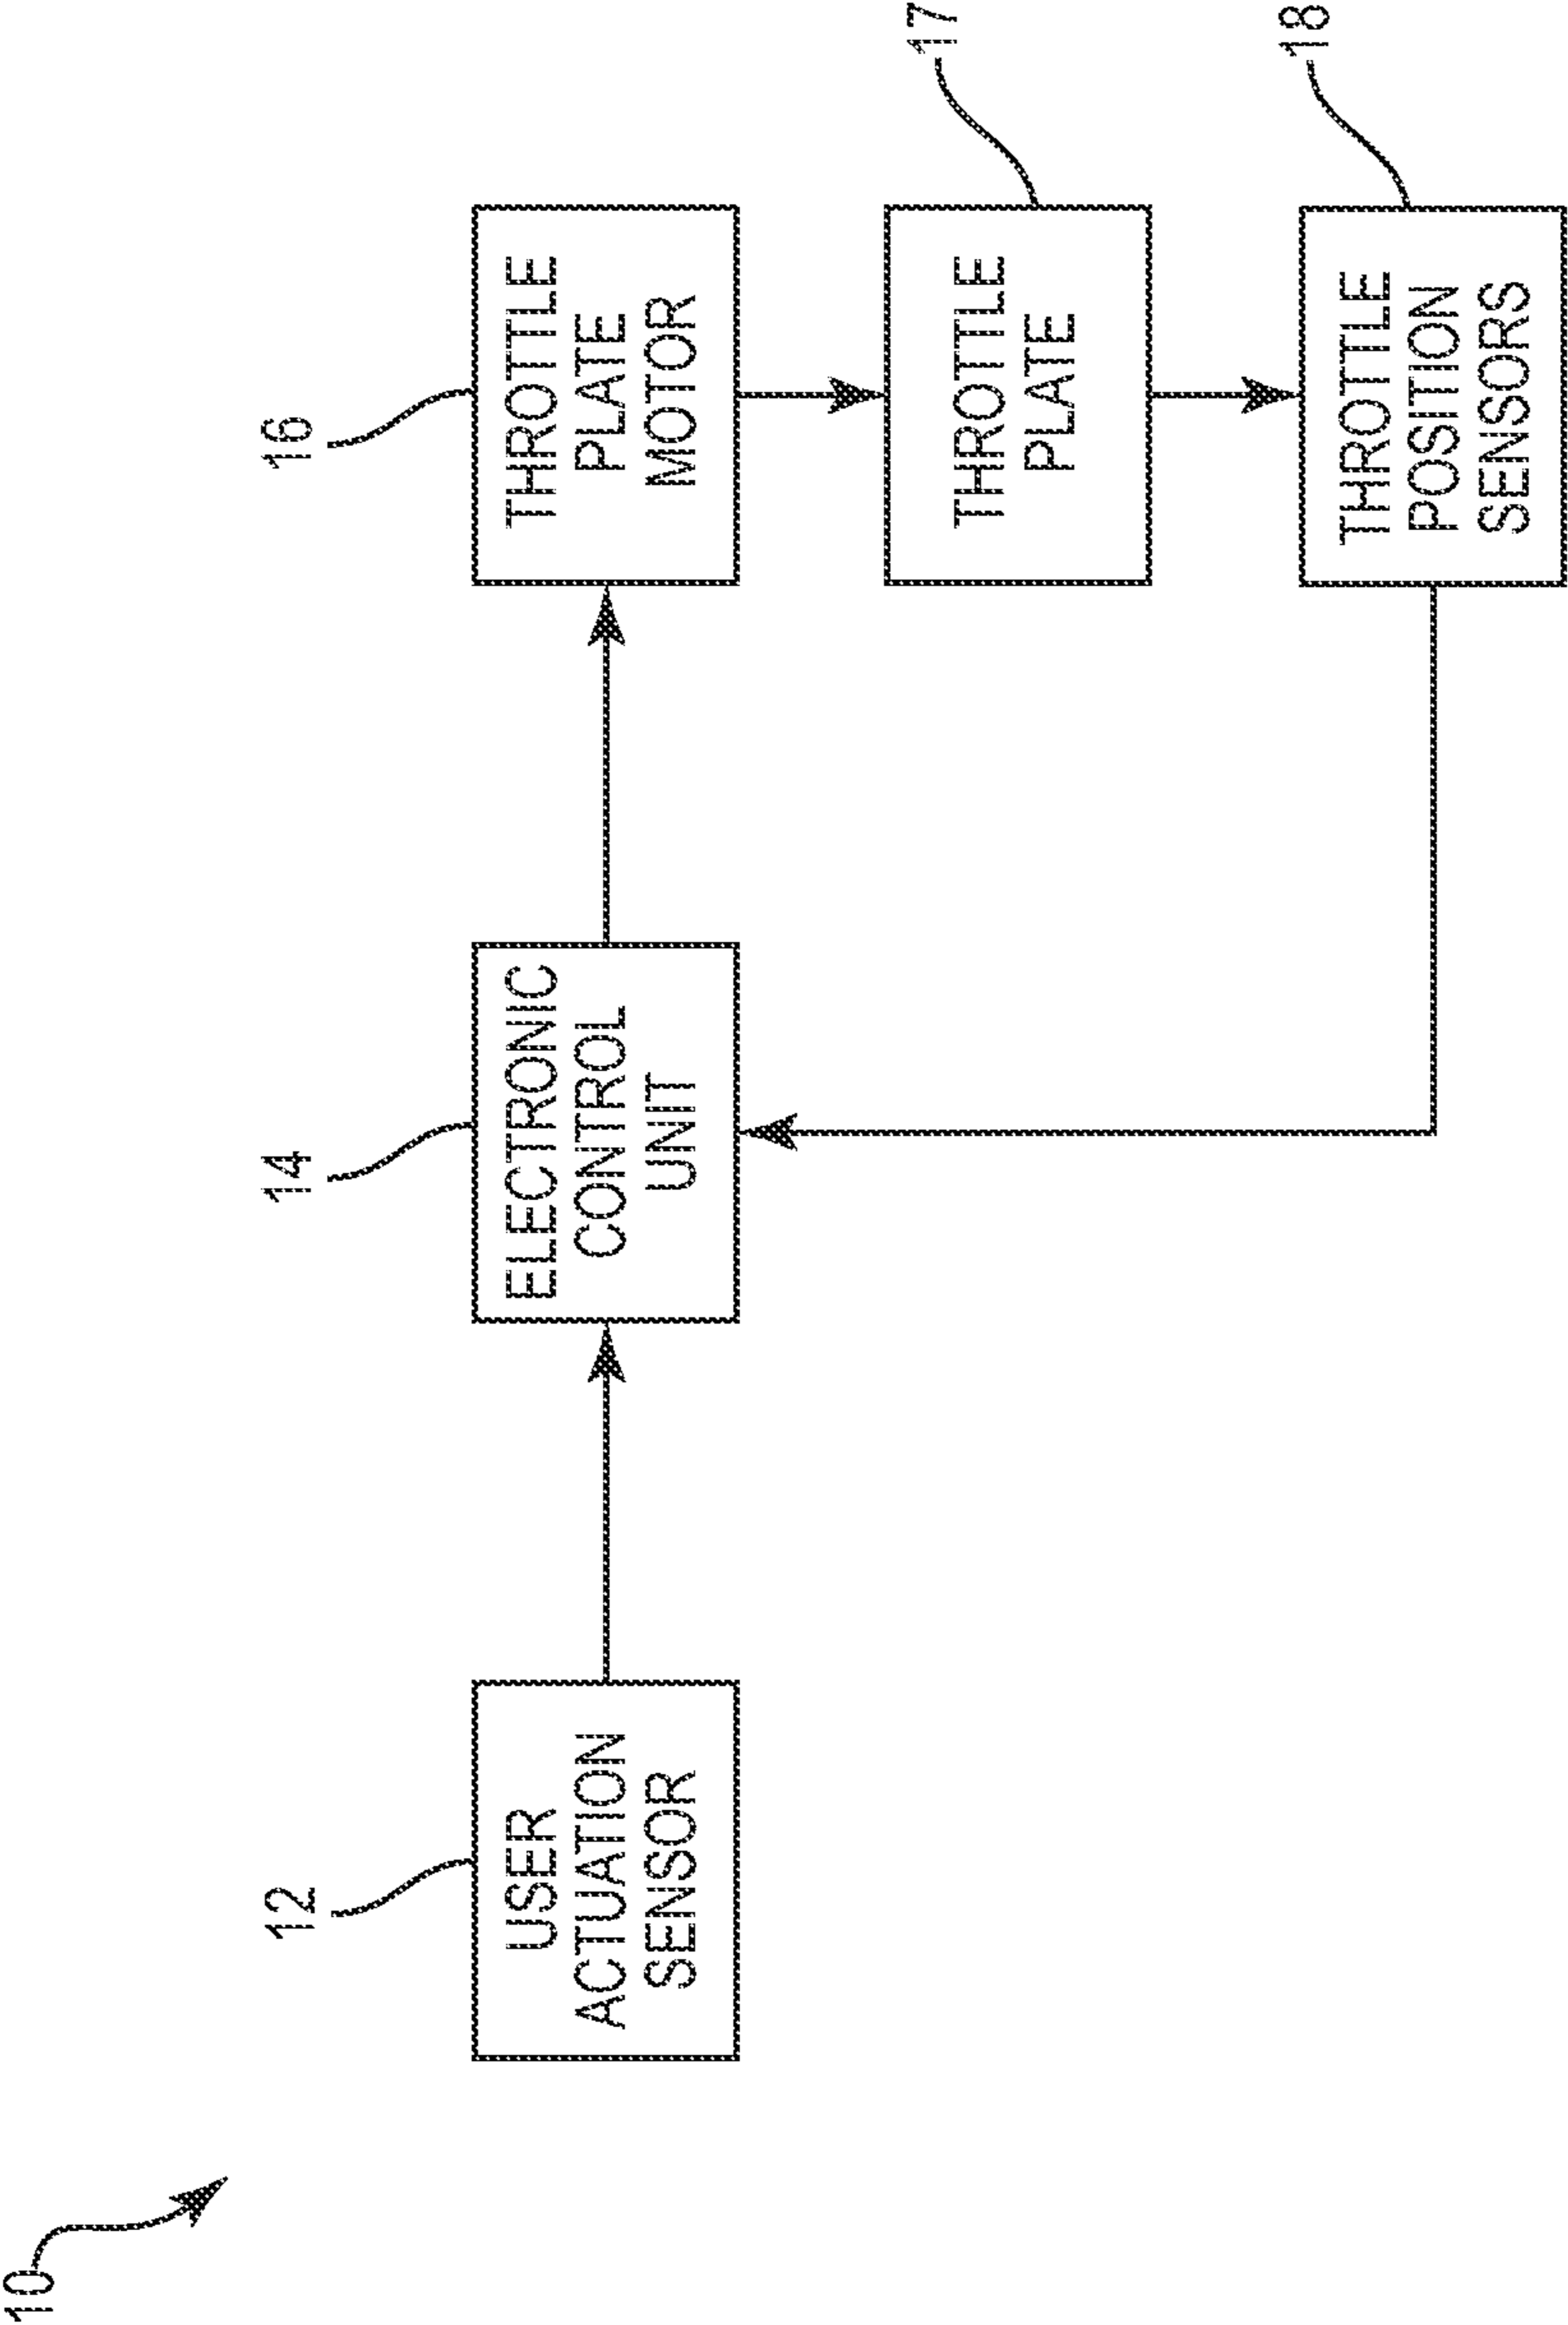 10
12
USER
ACTUATION
SENSOR
14
ELECTRONIC
CONTROL
UNIT
16
THROTTLE
PLATE
MOTOR
17
THROTTLE
PLATE
18
THROTTLE
POSITION
SENSORS